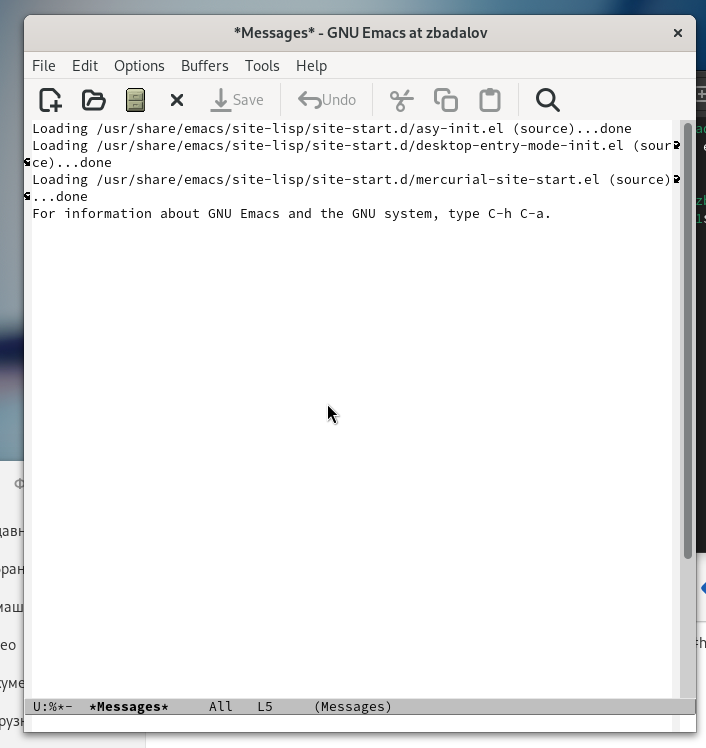 *Messages* - GNU Emacs at zbadalov
File Edit Options Buffers Tools Help
Save Undo
Loading /usr/share/emacs/site-lisp/site-start.d/asy-init.el (source)...done
Loading /usr/share/emacs/site-lisp/site-start.d/desktop-entry-mode-init.el (sour
ce)...done
Loading /usr/share/emacs/site-lisp/site-start.d/mercurial-site-start.el (source)
...done
For information about GNU Emacs and the GNU system, type C-h C-a.
U:%*- *Messages* All L5 (Messages)